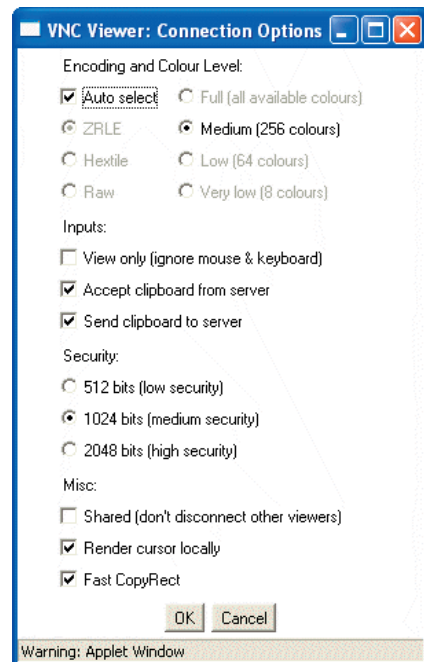 VNC Viewer: Connection Options
Encoding and Colour Level:
Auto select Full (all available colours)
ZRLE Medium (256 colours)
Hextile Low (64 colours)
Raw Very low (8 colours)
Inputs:
View only (ignore mouse & keyboard)
Accept clipboard from server
Send clipboard to server
Security:
512 bits (low security)
1024 bits (medium security)
2048 bits (high security)
Misc:
Shared (don't disconnect other viewers)
Render cursor locally
Fast CopyRect
OK Cancel
Warning: Applet Window